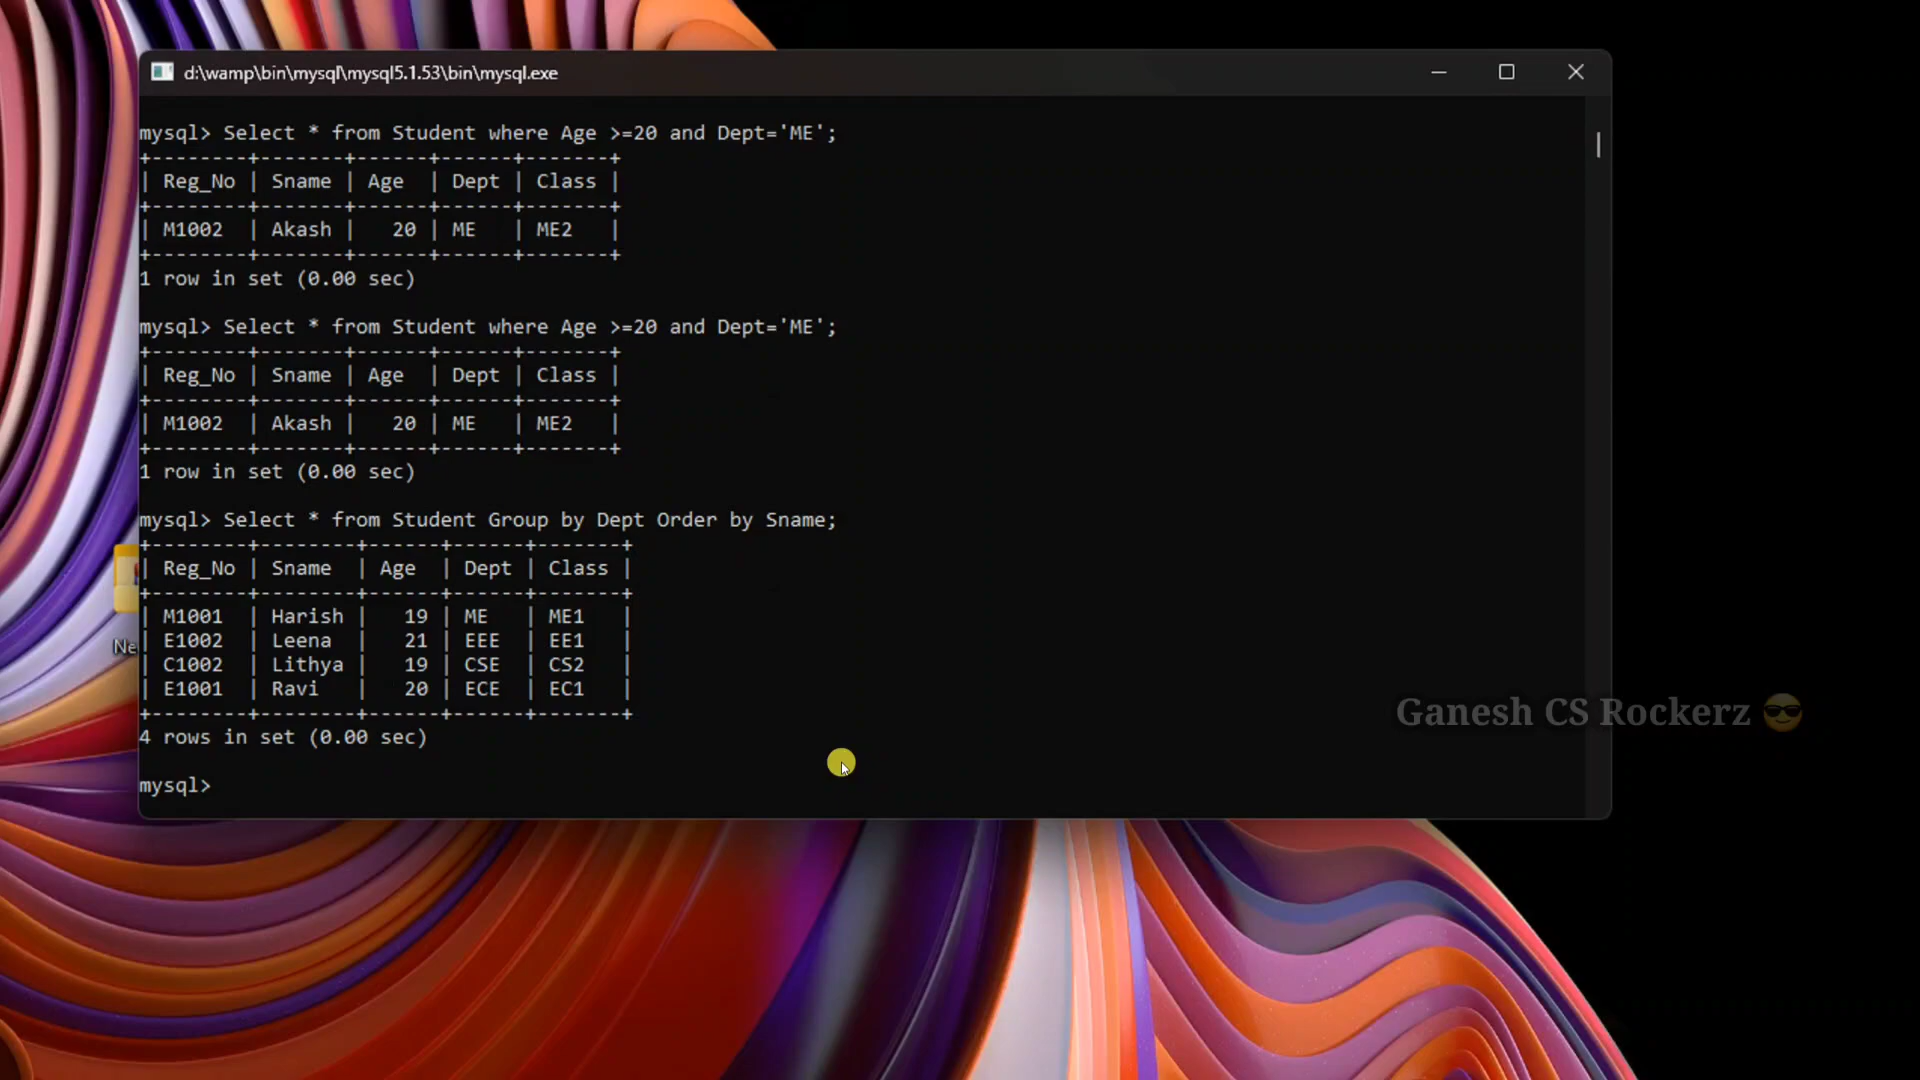 d:\wamp\bin\mysql\mysql5.1.53\bin\mysql.exe
mysql> Select * from Student where Age >=20 and Dept='ME';
+--------+-------+------+------+-------+
| Reg_No | Sname | Age  | Dept | Class |
+--------+-------+------+------+-------+
| M1002  | Akash |   20 | ME   | ME2   |
+--------+-------+------+------+-------+
1 row in set (0.00 sec)
mysql> Select * from Student where Age >=20 and Dept='ME';
+--------+-------+------+------+-------+
| Reg_No | Sname | Age  | Dept | Class |
+--------+-------+------+------+-------+
| M1002  | Akash |   20 | ME   | ME2   |
+--------+-------+------+------+-------+
1 row in set (0.00 sec)
mysql> Select * from Student Group by Dept Order by Sname;
+--------+--------+------+------+-------+
| Reg_No | Sname  | Age  | Dept | Class |
+--------+--------+------+------+-------+
| M1001  | Harish |   19 | ME   | ME1   |
| E1002  | Leena  |   21 | EEE  | EE1   |
| C1002  | Lithya |   19 | CSE  | CS2   |
| E1001  | Ravi   |   20 | ECE  | EC1   |
+--------+--------+------+------+-------+
4 rows in set (0.00 sec)
mysql>
Ne
Ganesh CS Rockerz 😎